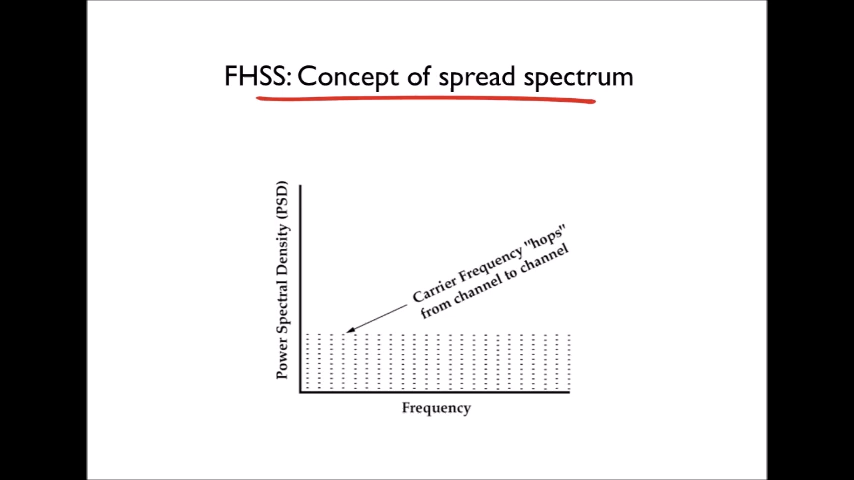 FHSS: Concept of spread spectrum
Power Spectral Density (PSD)
Carrier Frequency "hops"
from channel to channel
Frequency